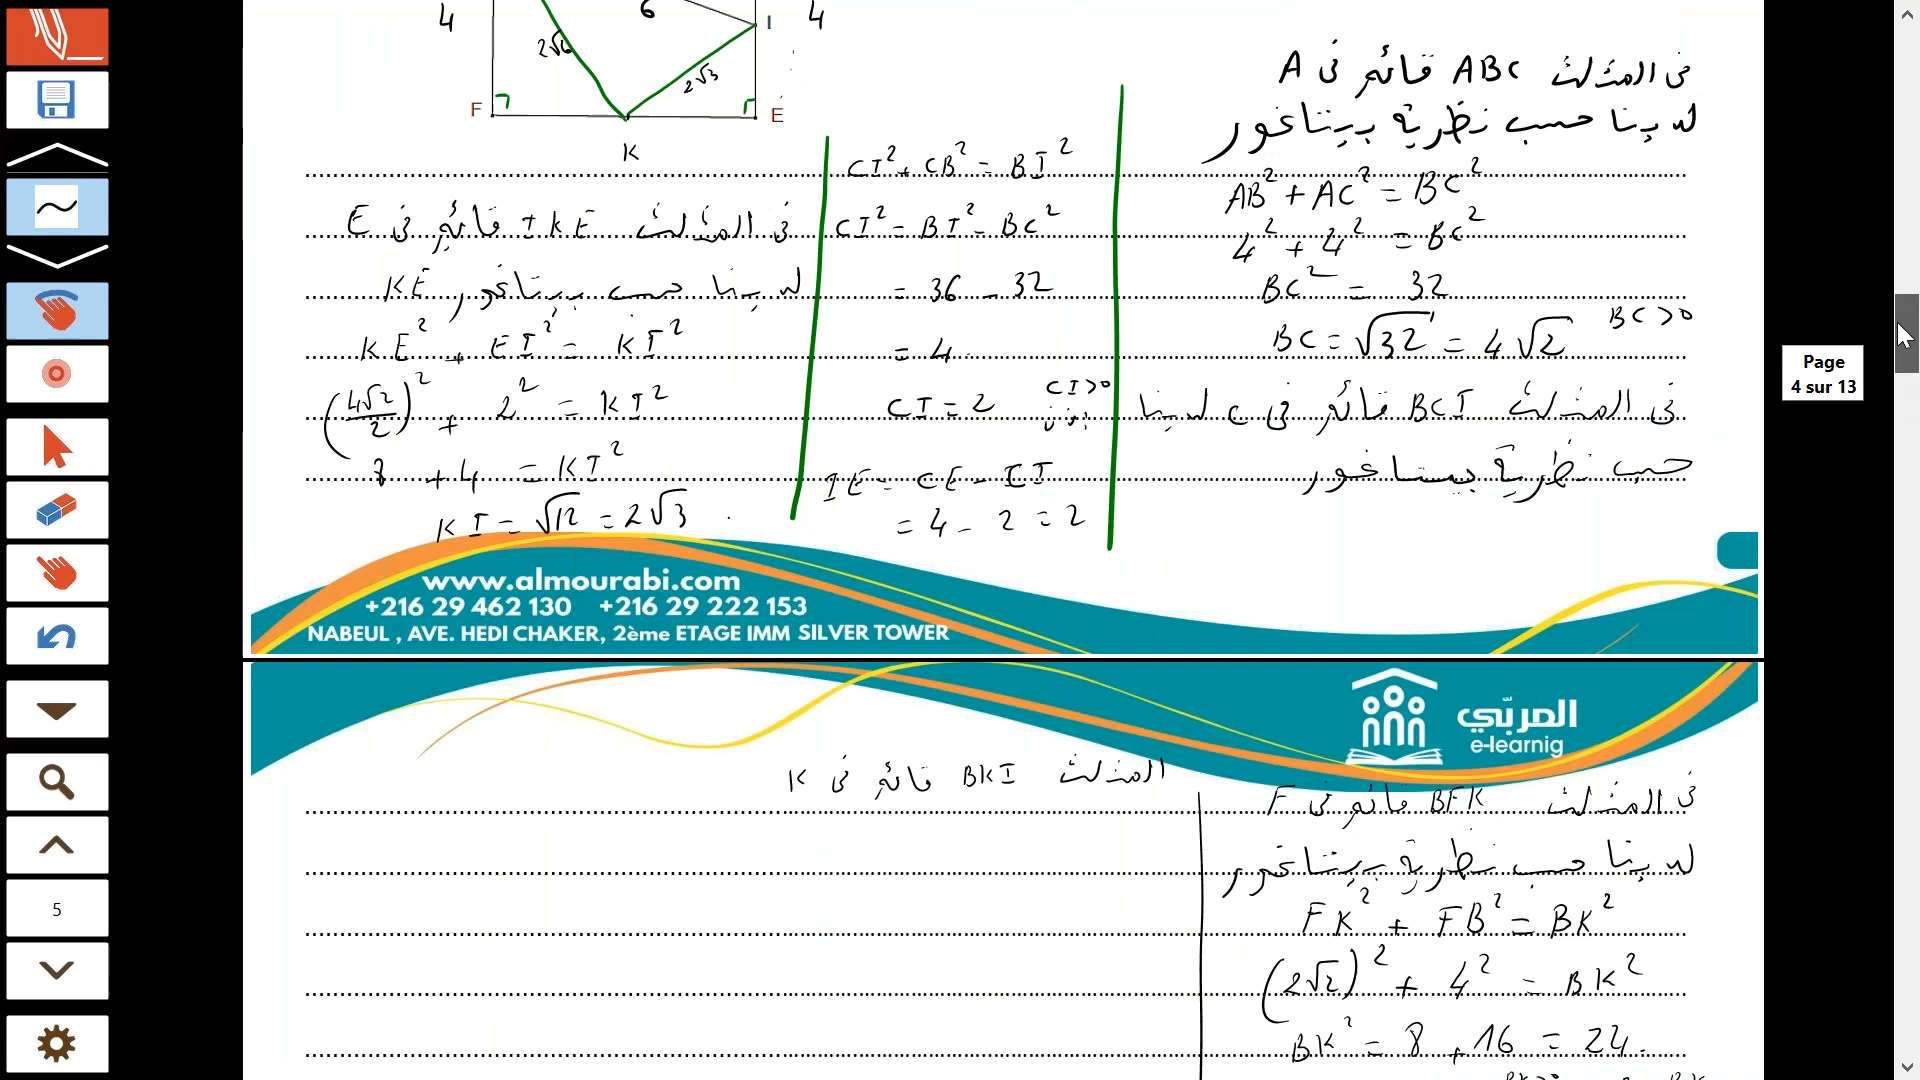 4
6
I
4
2√6
2√3
F
E
K
في المثلث ABC قائم في A
لدينا حسب نظرية بيتاغور
AB² + AC² = BC²
4² + 4² = BC²
BC² = 32
BC = √32 = 4√2 BC>0
في المثلث BCI قائم في C لدينا
حسب نظرية بيتاغور
CI² + CB² = BI²
CI² = BI² - BC²
= 36 - 32
= 4
CI>0
CI = 2 إذن
IE = CE - CI
= 4 - 2 = 2
في المثلث IKE قائم في E
لدينا حسب بيتاغور KE
KE² + EI² = KI²
(4√2/2)² + 2² = KI²
8 + 4 = KI²
KI = √12 = 2√3
www.almourabi.com
+216 29 462 130 +216 29 222 153
NABEUL , AVE. HEDI CHAKER, 2ème ETAGE IMM SILVER TOWER
المربّي
e-learnig
في المثلث BFK قائم في F
لدينا حسب نظرية بيتاغور
FK² + FB² = BK²
(2√2)² + 4² = BK²
BK² = 8 + 16 = 24
المثلث BKI قائم في K
Page
4 sur 13
5